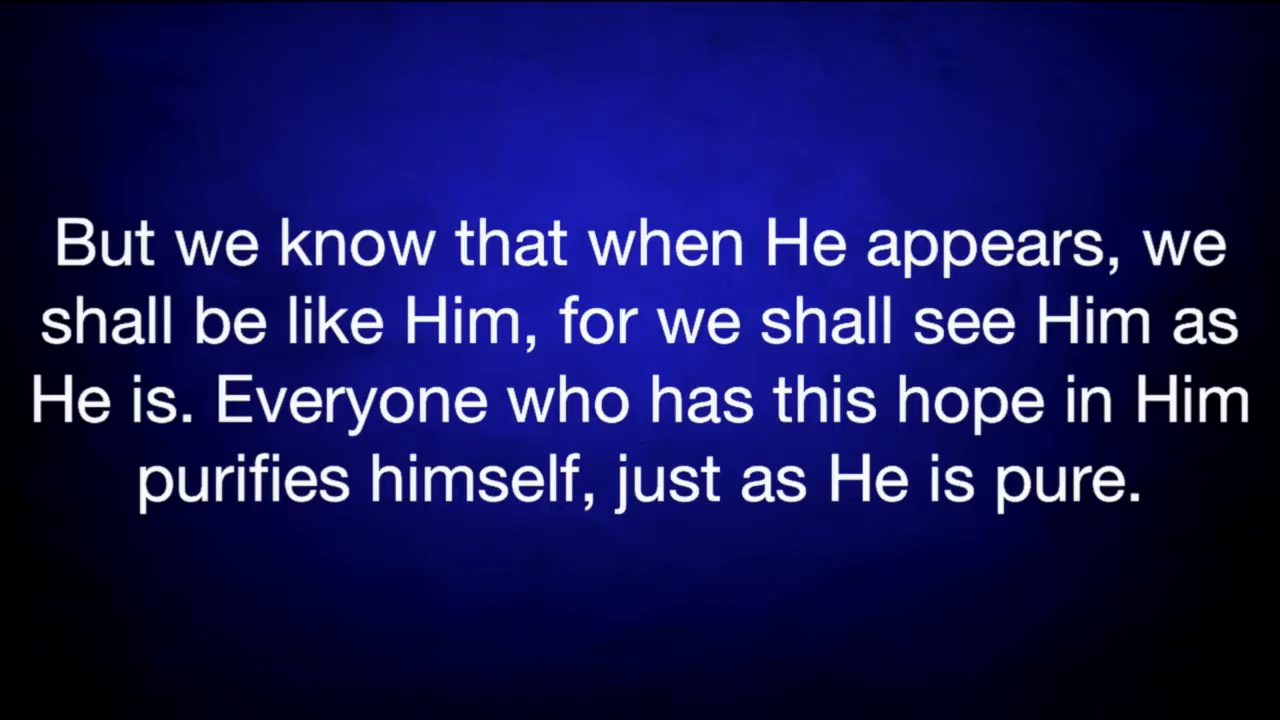 But we know that when He appears, we
shall be like Him, for we shall see Him as
He is. Everyone who has this hope in Him
purifies himself, just as He is pure.